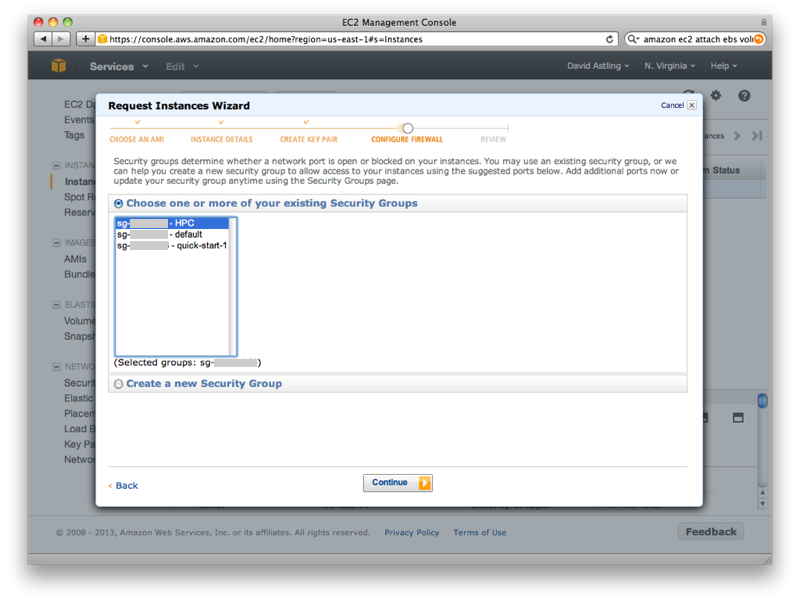 EC2 Management Console
https://console.aws.amazon.com/ec2/home?region=us-east-1#s=Instances
amazon ec2 attach ebs volu
Services
Edit
David Astling
N. Virginia
Help
EC2 Da
Events
Tags
INSTAN
Instanc
Spot R
Reserv
IMAGES
AMIs
Bundle
ELASTIC
Volume
Snapsh
NETWO
Securit
Elastic
Placem
Load B
Key Pa
Networ
ances
m Status
Request Instances Wizard
Cancel
CHOOSE AN AMI
INSTANCE DETAILS
CREATE KEY PAIR
CONFIGURE FIREWALL
REVIEW
Security groups determine whether a network port is open or blocked on your instances. You may use an existing security group, or we
can help you create a new security group to allow access to your instances using the suggested ports below. Add additional ports now or
update your security group anytime using the Security Groups page.
Choose one or more of your existing Security Groups
sg- - HPC
sg- - default
sg- - quick-start-1
(Selected groups: sg- )
Create a new Security Group
Back
Continue
© 2008 - 2013, Amazon Web Services, Inc. or its affiliates. All rights reserved.
Privacy Policy
Terms of Use
Feedback